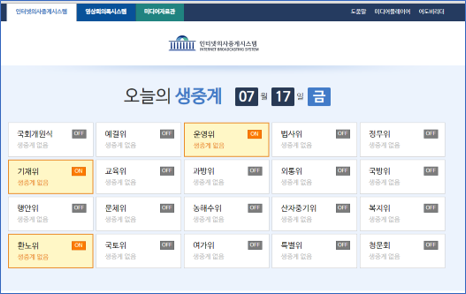 인터넷의사중계시스템 영상회의록시스템 미디어자료관 도움말 미디어플레이어 어도비리더
인터넷의사중계시스템
INTERNET BROADCASTING SYSTEM
오늘의 생중계 07 월 17 일 금
국회개원식 OFF 예결위 OFF 운영위 ON 법사위 OFF 정무위 OFF
생중계 없음 생중계 없음 생중계 없음 생중계 없음 생중계 없음
기재위 ON 교육위 OFF 과방위 OFF 외통위 OFF 국방위 OFF
생중계 없음 생중계 없음 생중계 없음 생중계 없음 생중계 없음
행안위 OFF 문체위 OFF 농해수위 OFF 산자중기위 OFF 복지위 OFF
생중계 없음 생중계 없음 생중계 없음 생중계 없음 생중계 없음
환노위 ON 국토위 OFF 여가위 OFF 특별위 OFF 청문회 OFF
생중계 없음 생중계 없음 생중계 없음 생중계 없음 생중계 없음